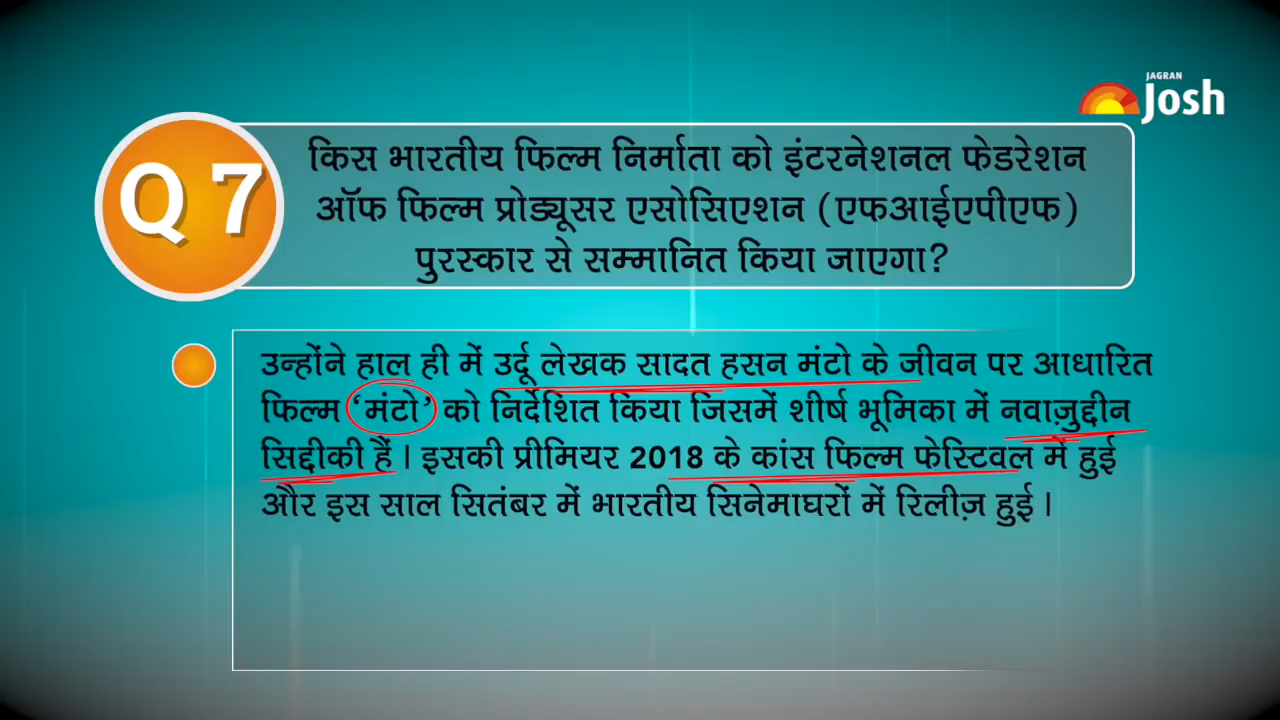 JAGRAN
Josh
Q 7
किस भारतीय फिल्म निर्माता को इंटरनेशनल फेडरेशन
ऑफ फिल्म प्रोड्यूसर एसोसिएशन (एफआईएपीएफ)
पुरस्कार से सम्मानित किया जाएगा?
उन्होंने हाल ही में उर्दू लेखक सादत हसन मंटो के जीवन पर आधारित
फिल्म ‘मंटो’ को निर्देशित किया जिसमें शीर्ष भूमिका में नवाज़ुद्दीन
सिद्दीकी हैं। इसकी प्रीमियर 2018 के कांस फिल्म फेस्टिवल में हुई
और इस साल सितंबर में भारतीय सिनेमाघरों में रिलीज़ हुई।